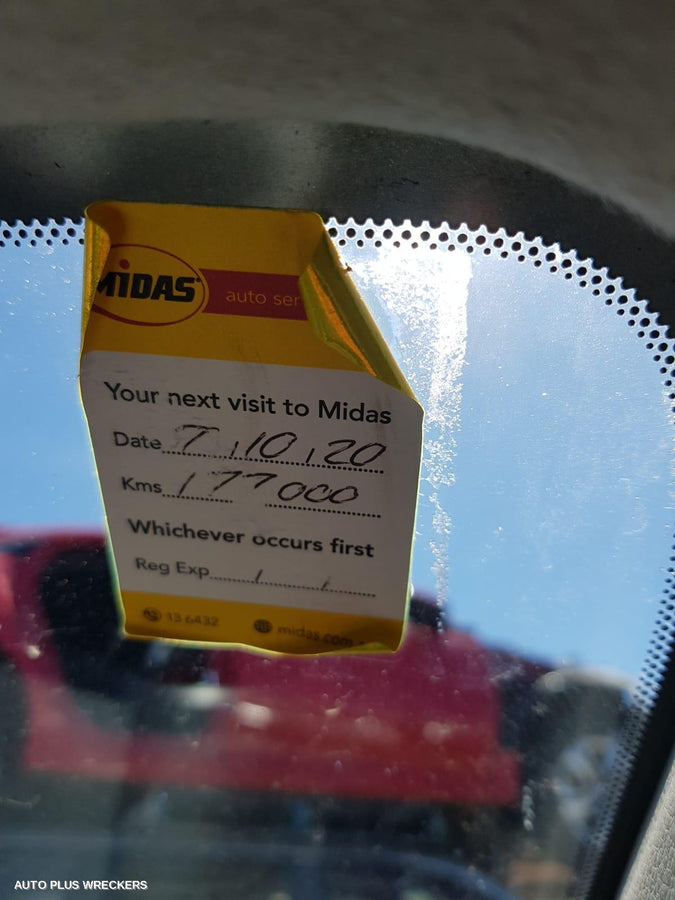 MIDAS
auto ser
Your next visit to Midas
Date 7, 10, 20
Kms 177000
Whichever occurs first
Reg Exp / /
13 6432 midas.com
AUTO PLUS WRECKERS